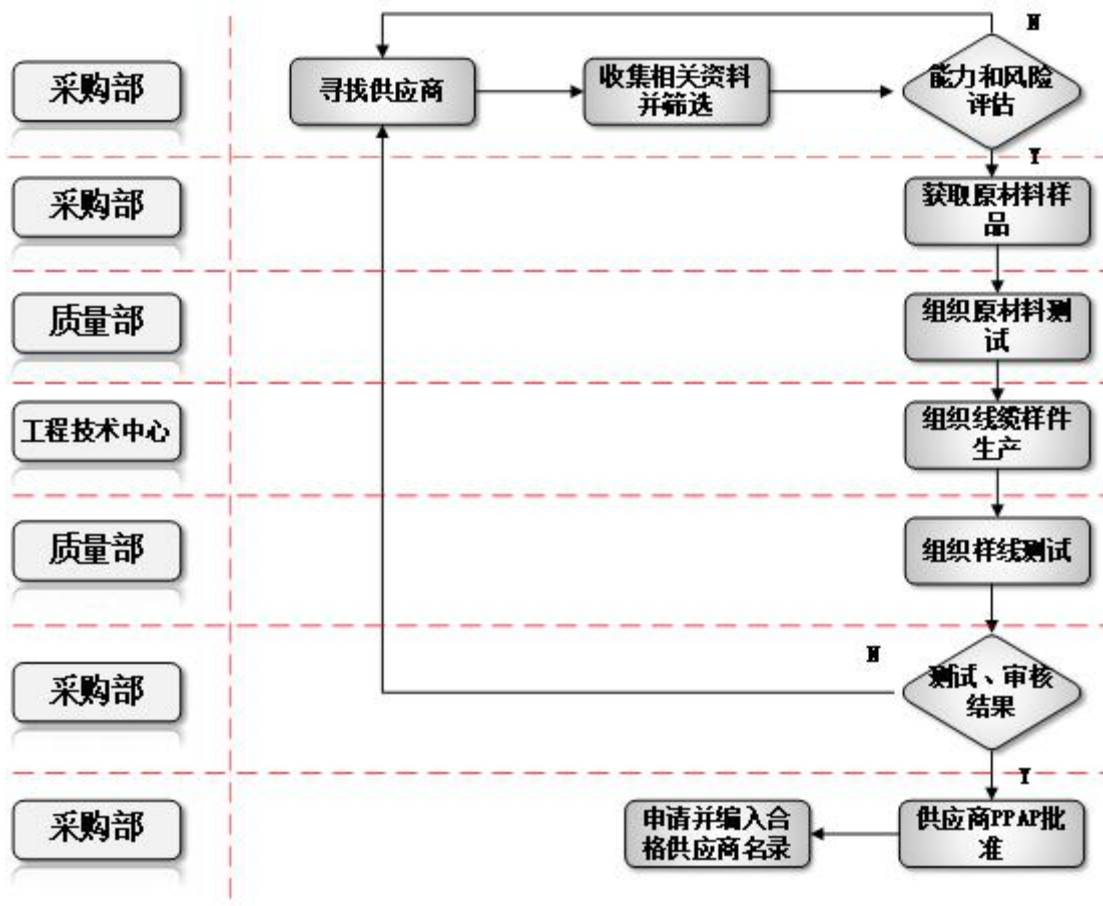 N
采购部
寻找供应商
收集相关资料
并筛选
能力和风险
评估
Y
采购部
获取原材料样
品
质量部
组织原材料测
试
工程技术中心
组织线缆样件
生产
质量部
组织样线测试
N
采购部
测试、审核
结果
Y
采购部
申请并编入合
格供应商名录
供应商PPAP批
准